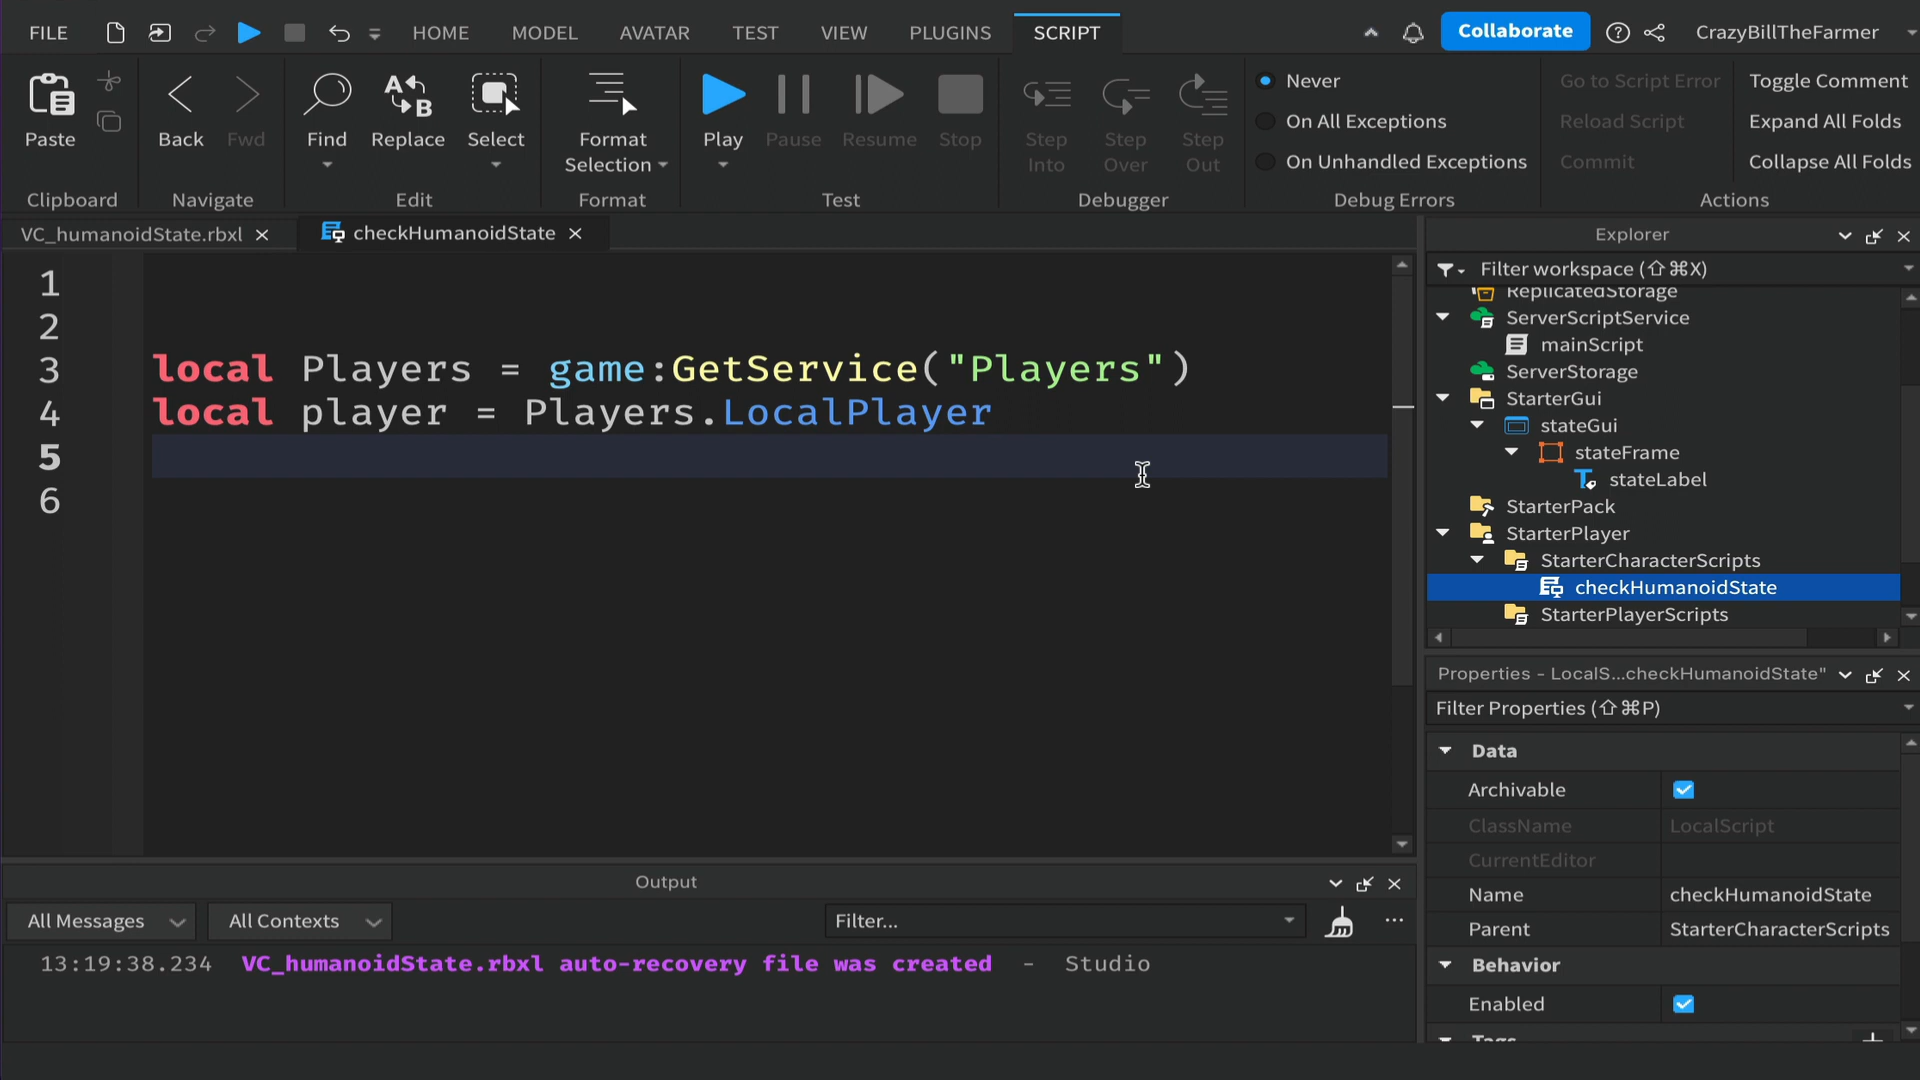 FILE HOME MODEL AVATAR TEST VIEW PLUGINS SCRIPT Collaborate CrazyBillTheFarmer
Paste Back Fwd Find Replace Select Format Selection Play Pause Resume Stop Step Into Step Over Step Out
Never
On All Exceptions
On Unhandled Exceptions
Go to Script Error
Reload Script
Commit
Toggle Comment
Expand All Folds
Collapse All Folds
Clipboard Navigate Edit Format Test Debugger Debug Errors Actions
VC_humanoidState.rbxl checkHumanoidState
1
2
3 local Players = game:GetService("Players")
4 local player = Players.LocalPlayer
5
6
Explorer
Filter workspace (⇧⌘X)
ReplicatedStorage
ServerScriptService
mainScript
ServerStorage
StarterGui
stateGui
stateFrame
stateLabel
StarterPack
StarterPlayer
StarterCharacterScripts
checkHumanoidState
StarterPlayerScripts
Properties - LocalS...checkHumanoidState"
Filter Properties (⇧⌘P)
Data
Archivable
ClassName LocalScript
CurrentEditor
Name checkHumanoidState
Parent StarterCharacterScripts
Behavior
Enabled
Tags
Output
All Messages All Contexts Filter...
13:19:38.234 VC_humanoidState.rbxl auto-recovery file was created - Studio